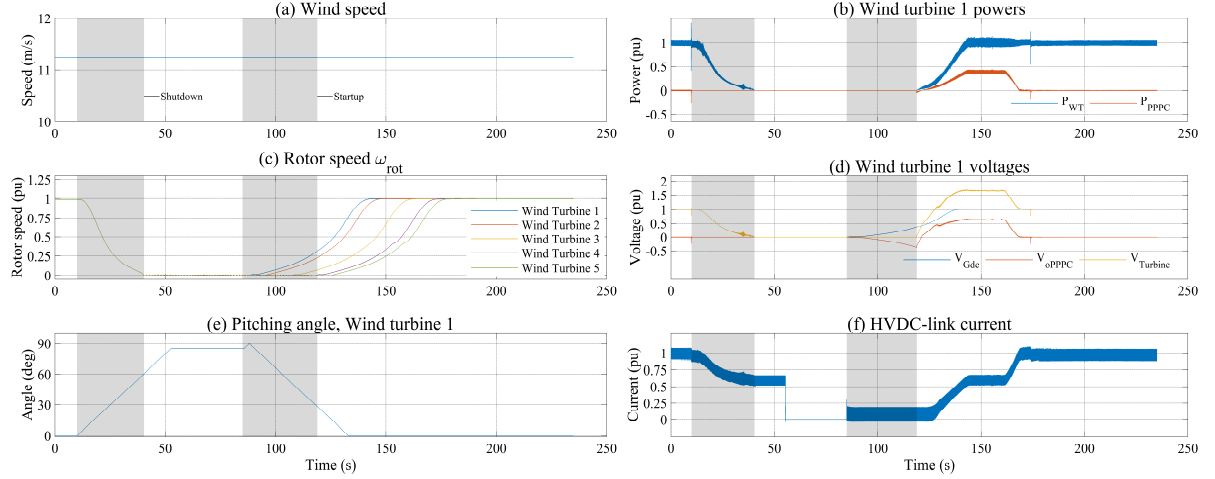 (a) Wind speed
12
11
10
Speed (m/s)
Shutdown
Startup
0 50 100 150 200 250
(b) Wind turbine 1 powers
1
0.5
0
-0.5
Power (pu)
P_WT P_PPPC
0 50 100 150 200 250
(c) Rotor speed ω_rot
1.25
1
0.75
0.5
0.25
0
Rotor speed (pu)
Wind Turbine 1
Wind Turbine 2
Wind Turbine 3
Wind Turbine 4
Wind Turbine 5
0 50 100 150 200 250
(d) Wind turbine 1 voltages
2
1.5
1
0.5
0
-0.5
Voltage (pu)
V_Gdc V_oPPPC V_Turbine
0 50 100 150 200 250
(e) Pitching angle, Wind turbine 1
90
60
30
0
Angle (deg)
0 50 100 150 200 250
Time (s)
(f) HVDC-link current
1
0.75
0.5
0.25
0
Current (pu)
0 50 100 150 200 250
Time (s)